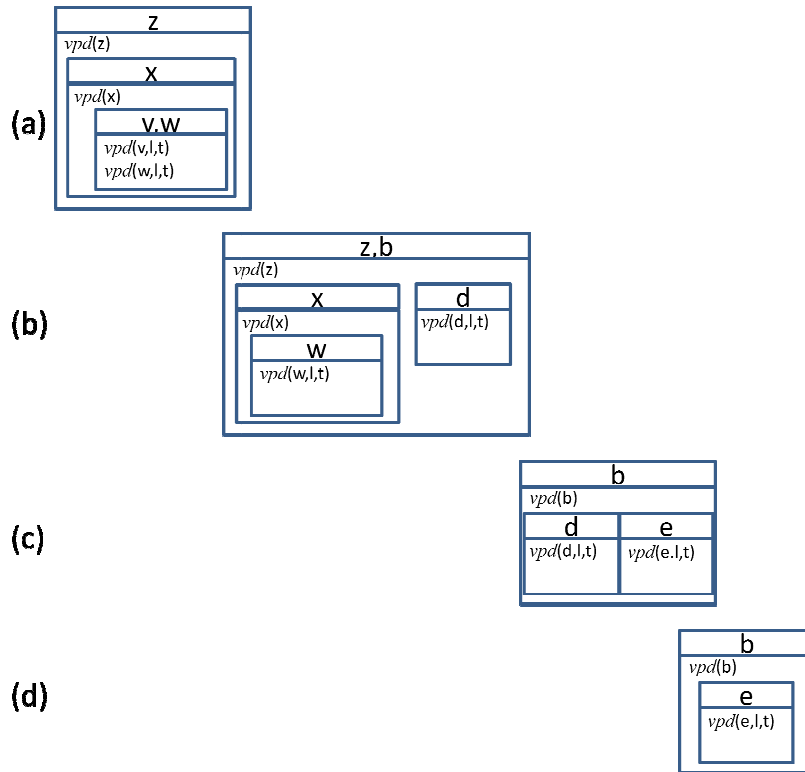 z
vpd(z)
x
vpd(x)
(a)
v,w
vpd(v,l,t)
vpd(w,l,t)
z,b
vpd(z)
x
d
vpd(x)
vpd(d,l,t)
(b)
w
vpd(w,l,t)
b
vpd(b)
d
e
(c)
vpd(d,l,t)
vpd(e.l,t)
b
vpd(b)
(d)
e
vpd(e,l,t)